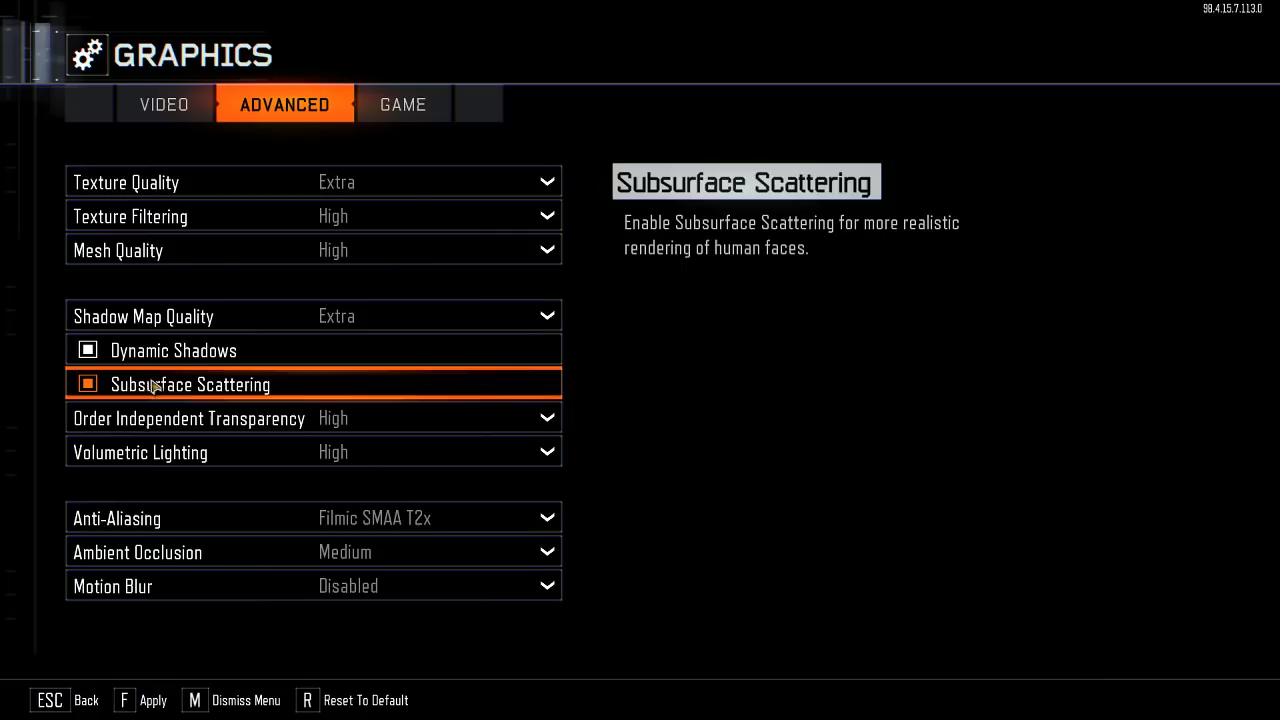 98.4.15.7.113.0
GRAPHICS
VIDEO ADVANCED GAME
Texture Quality Extra
Texture Filtering High
Mesh Quality High
Shadow Map Quality Extra
Dynamic Shadows
Subsurface Scattering
Order Independent Transparency High
Volumetric Lighting High
Anti-Aliasing Filmic SMAA T2x
Ambient Occlusion Medium
Motion Blur Disabled
Subsurface Scattering
Enable Subsurface Scattering for more realistic
rendering of human faces.
ESC Back F Apply M Dismiss Menu R Reset To Default